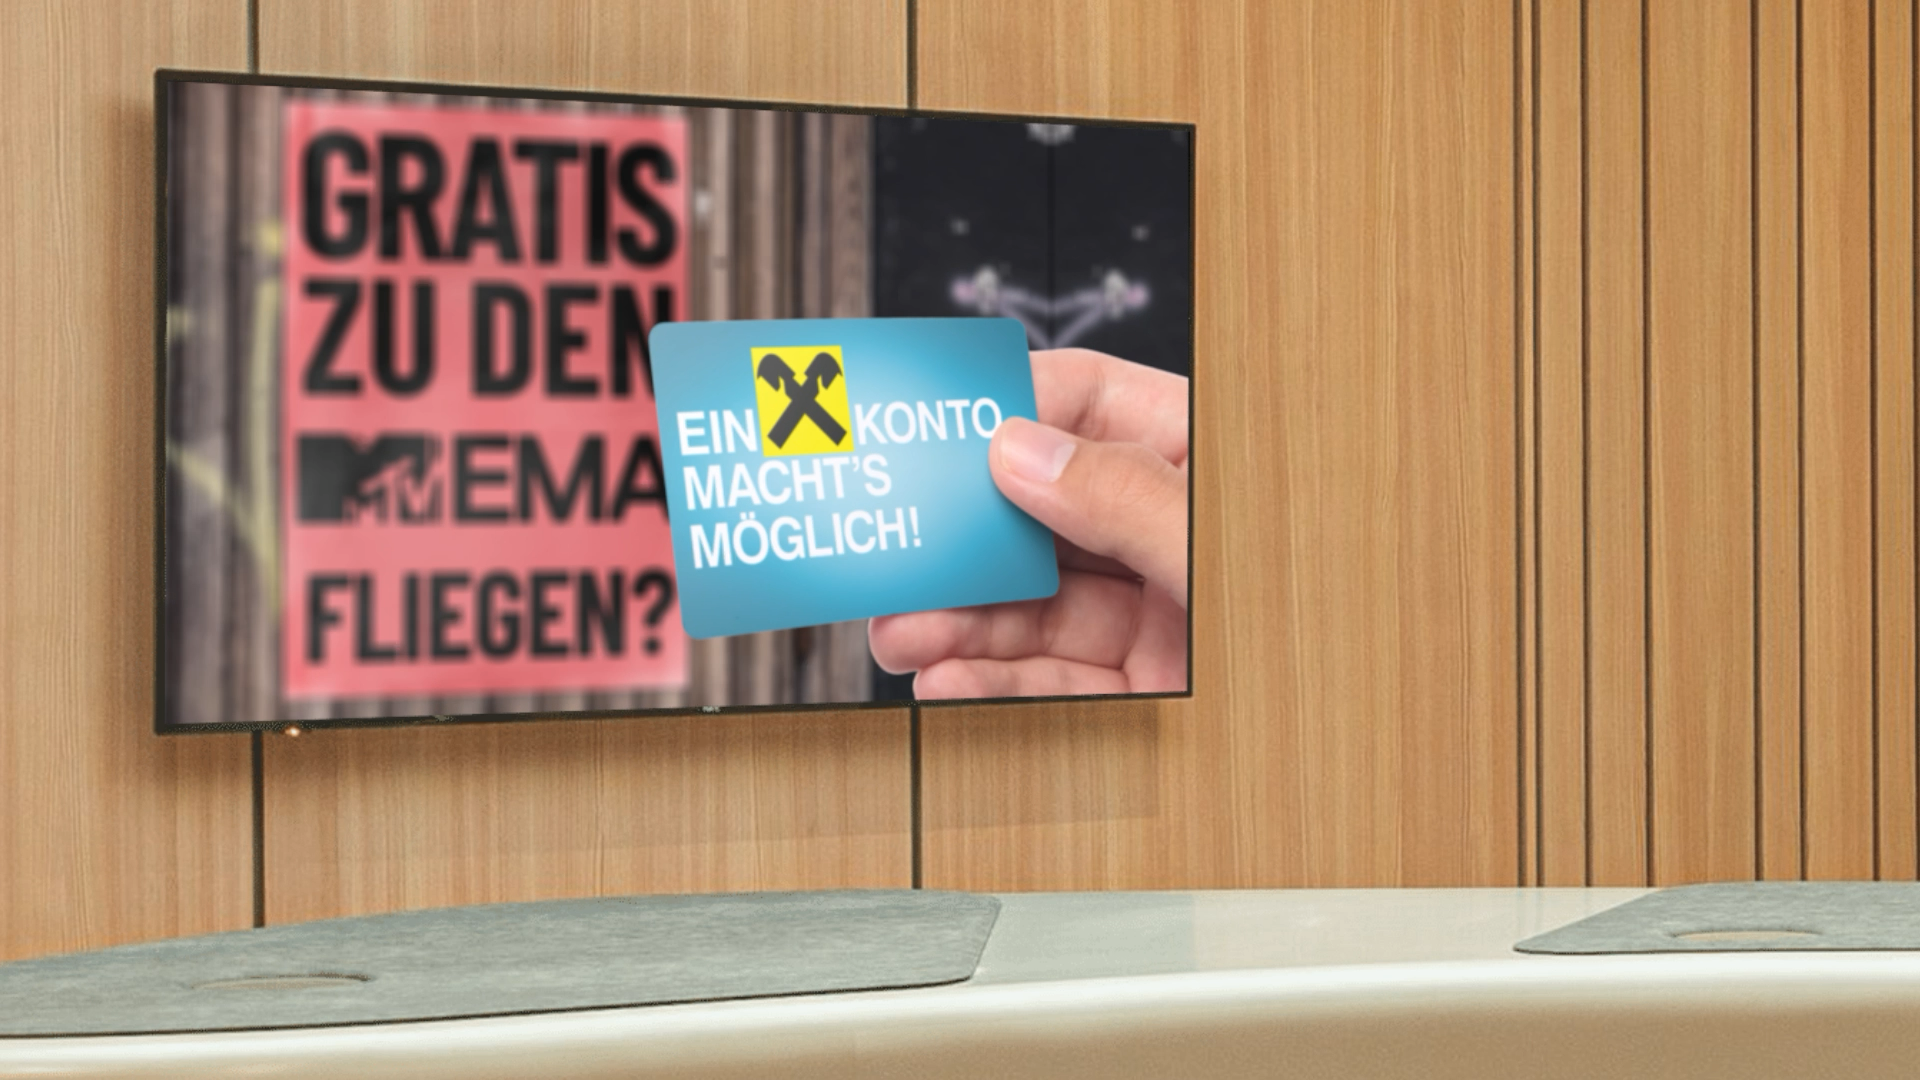 GRATIS
ZU DEN
MTV EMA
FLIEGEN?
EIN KONTO
MACHT'S
MÖGLICH!